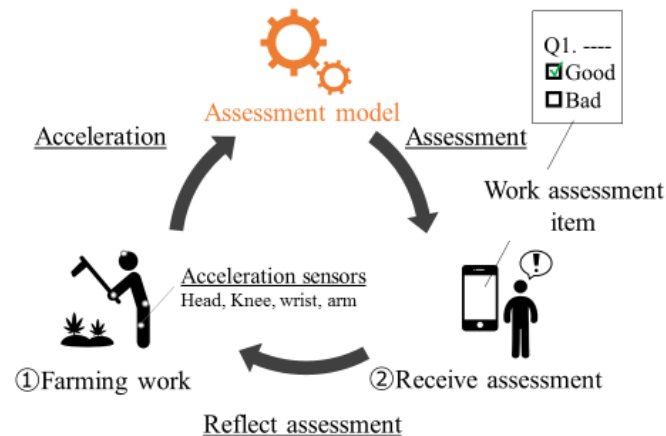 Q1. ----
Good
Bad
Assessment model
Acceleration
Assessment
Work assessment
item
Acceleration sensors
Head, Knee, wrist, arm
!
①Farming work
②Receive assessment
Reflect assessment